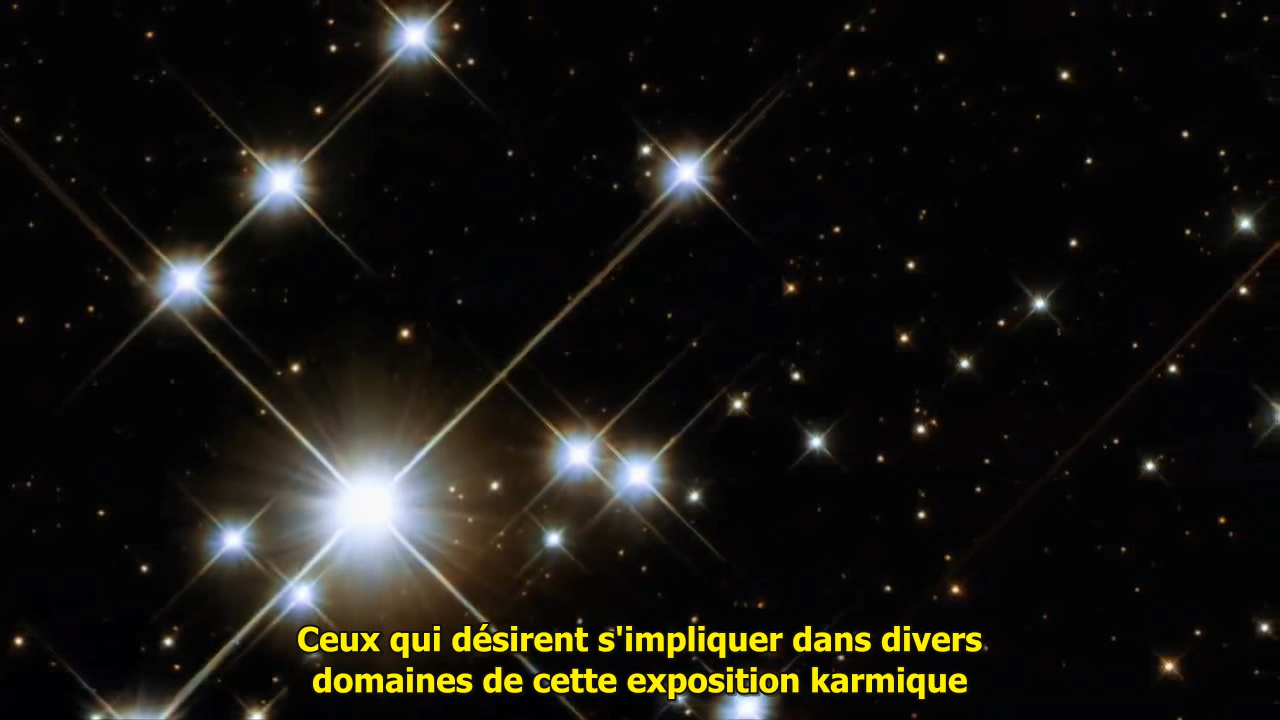 Ceux qui désirent s'impliquer dans divers
domaines de cette exposition karmique